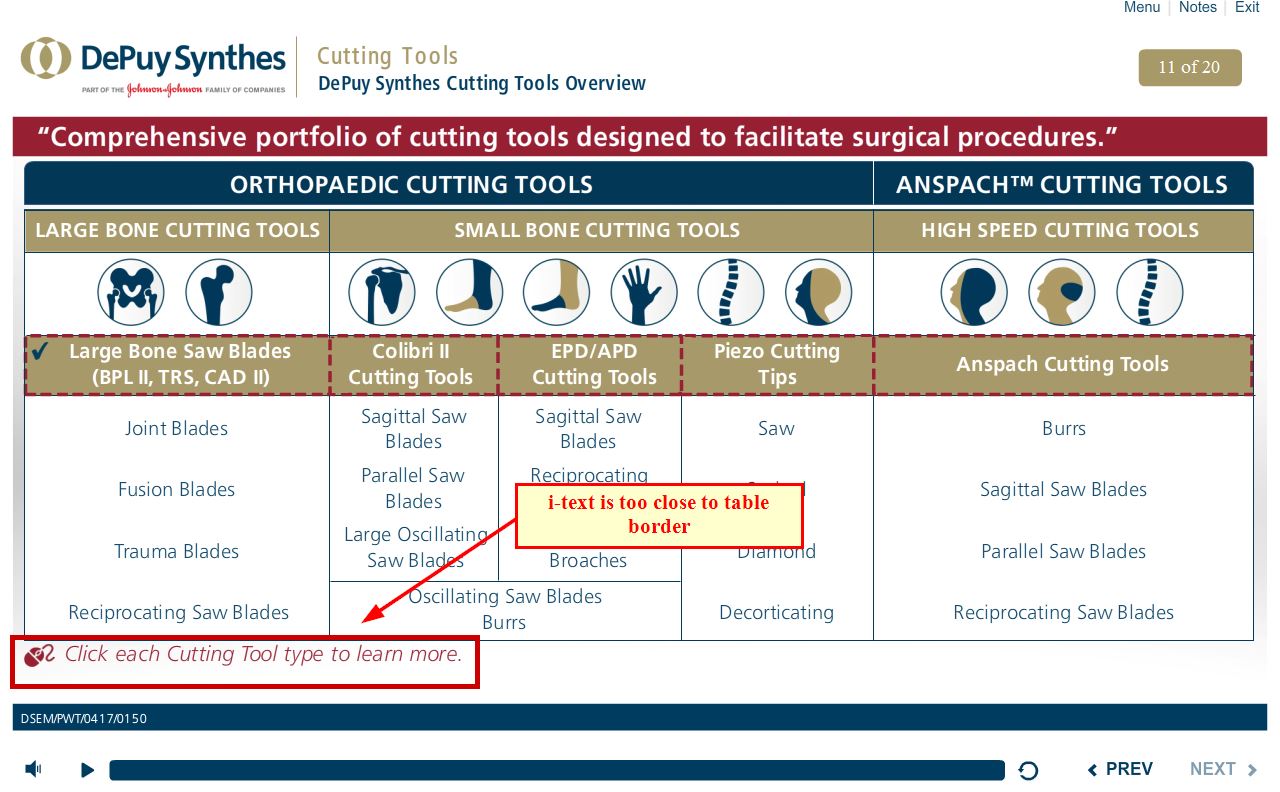 Menu | Notes | Exit
DePuy Synthes
PART OF THE Johnson & Johnson FAMILY OF COMPANIES
Cutting Tools
DePuy Synthes Cutting Tools Overview
11 of 20
“Comprehensive portfolio of cutting tools designed to facilitate surgical procedures.”
ORTHOPAEDIC CUTTING TOOLS
ANSPACH™ CUTTING TOOLS
LARGE BONE CUTTING TOOLS
SMALL BONE CUTTING TOOLS
HIGH SPEED CUTTING TOOLS
✓ Large Bone Saw Blades
(BPL II, TRS, CAD II)
Colibri II
Cutting Tools
EPD/APD
Cutting Tools
Piezo Cutting
Tips
Anspach Cutting Tools
Joint Blades
Sagittal Saw
Blades
Sagittal Saw
Blades
Saw
Burrs
Fusion Blades
Parallel Saw
Blades
Reciprocating
Sagittal Saw Blades
i-text is too close to table
border
Trauma Blades
Large Oscillating
Saw Blades
Broaches
Diamond
Parallel Saw Blades
Reciprocating Saw Blades
Oscillating Saw Blades
Burrs
Decorticating
Reciprocating Saw Blades
Click each Cutting Tool type to learn more.
DSEM/PWT/0417/0150
PREV
NEXT